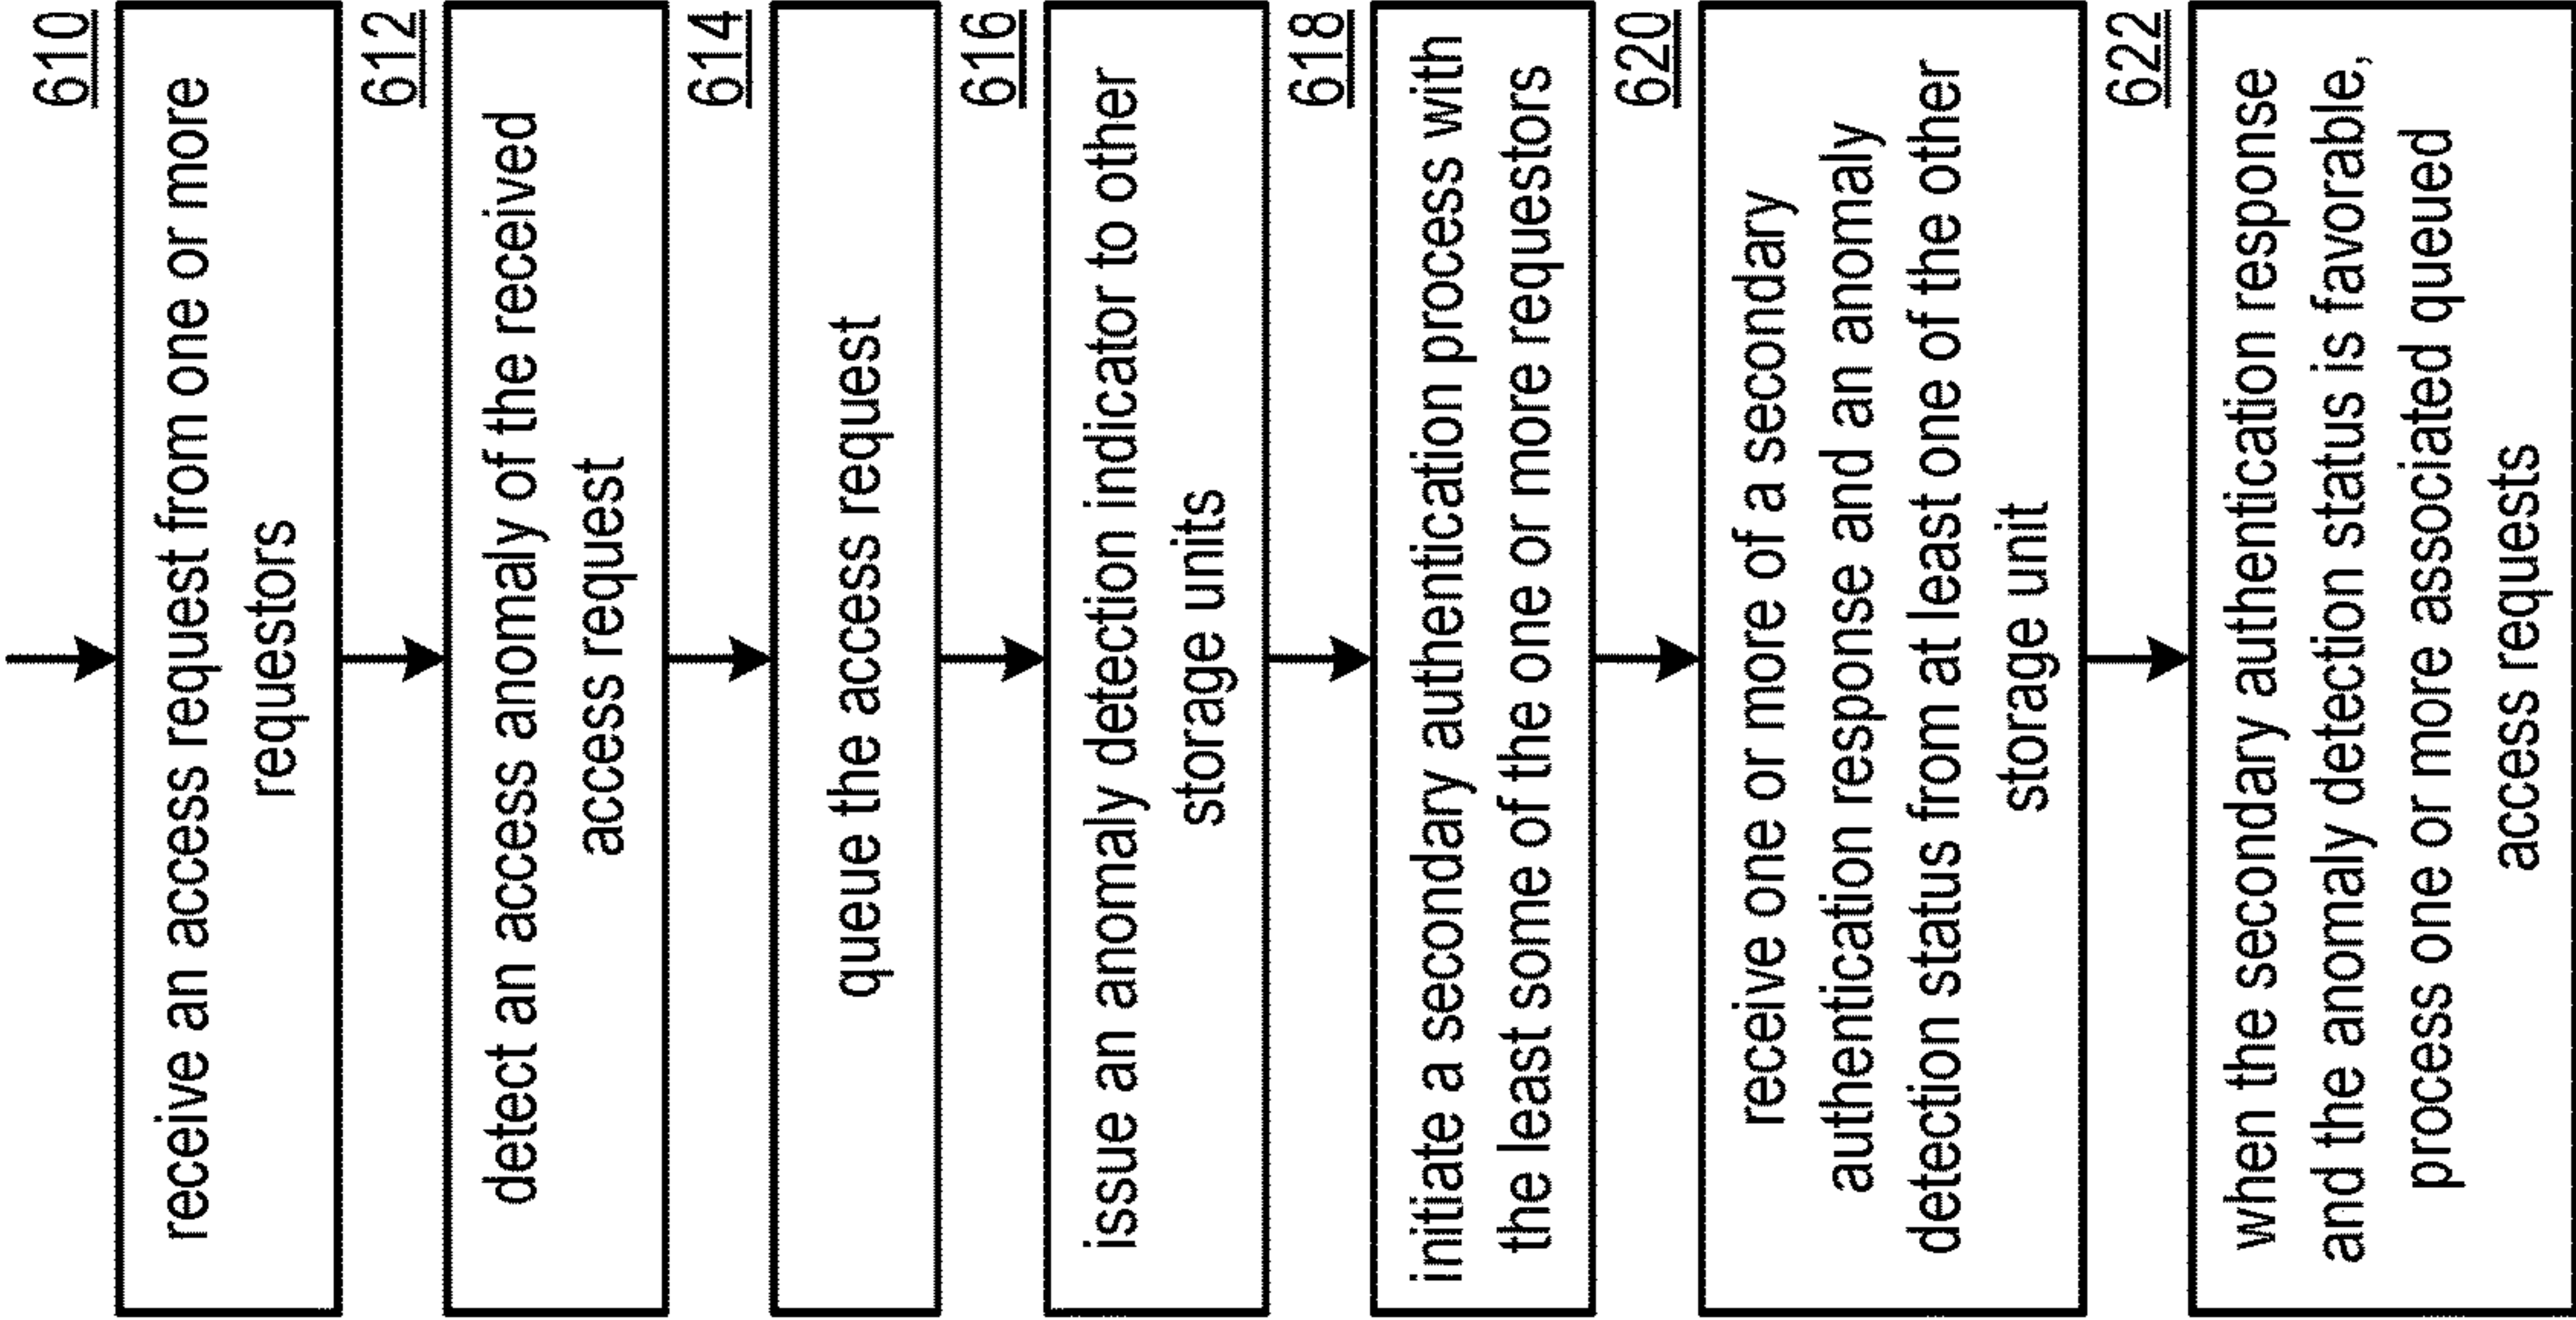 610
receive an access request from one or more
requestors
612
detect an access anomaly of the received
access request
614
queue the access request
616
issue an anomaly detection indicator to other
storage units
618
initiate a secondary authentication process with
the least some of the one or more requestors
620
receive one or more of a secondary
authentication response and an anomaly
detection status from at least one of the other
storage unit
622
when the secondary authentication response
and the anomaly detection status is favorable,
process one or more associated queued
access requests